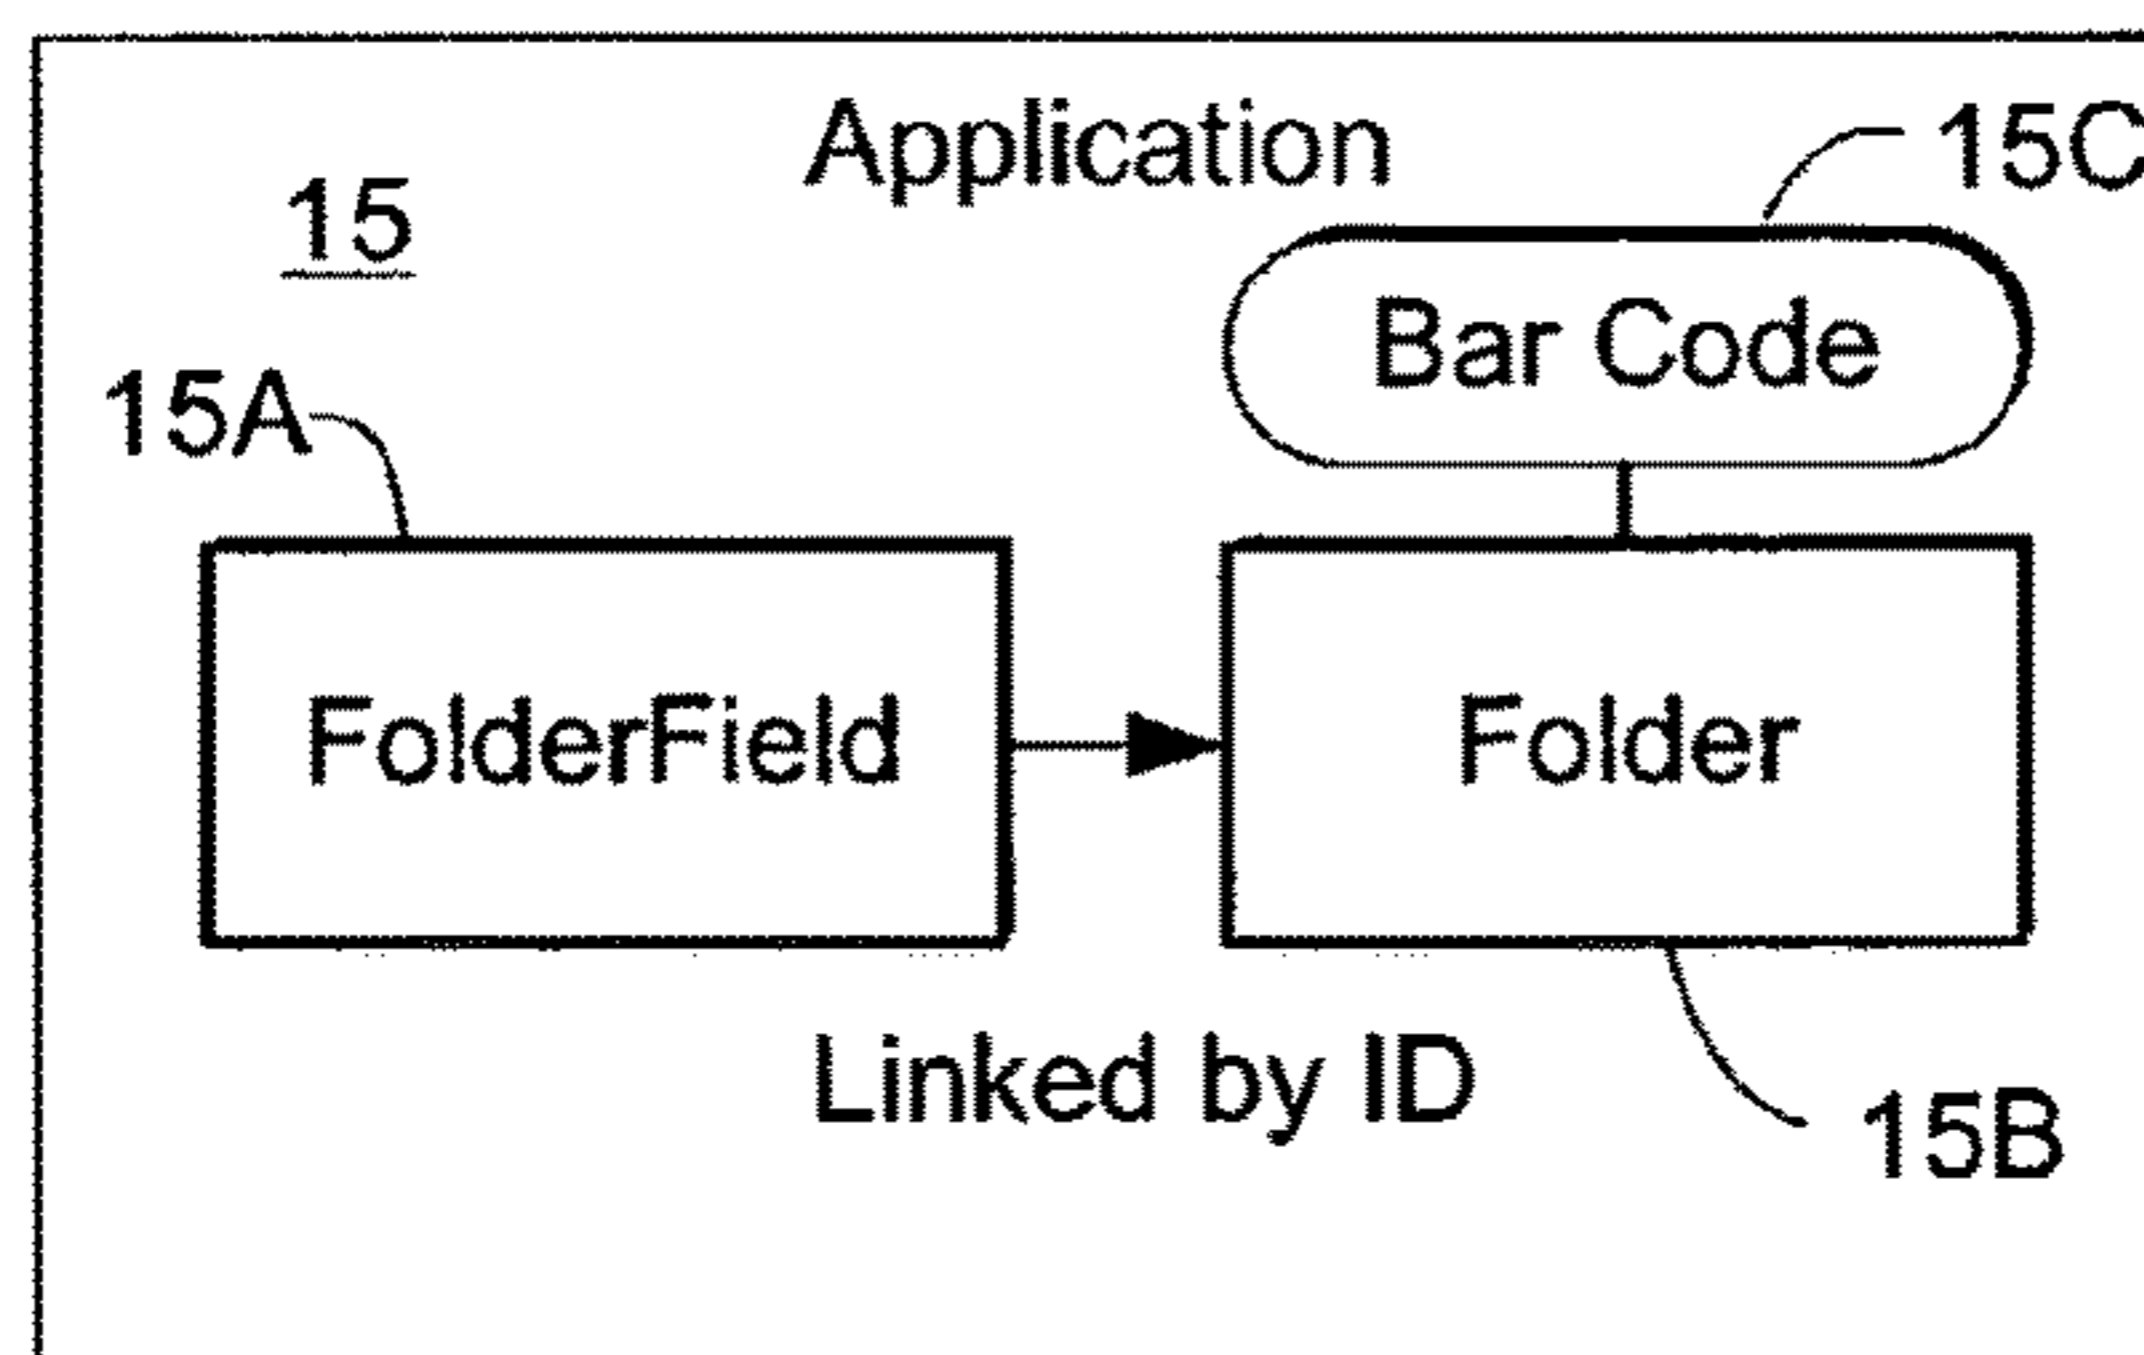 Application
15C
15
Bar Code
15A
FolderField
Folder
Linked by ID
15B